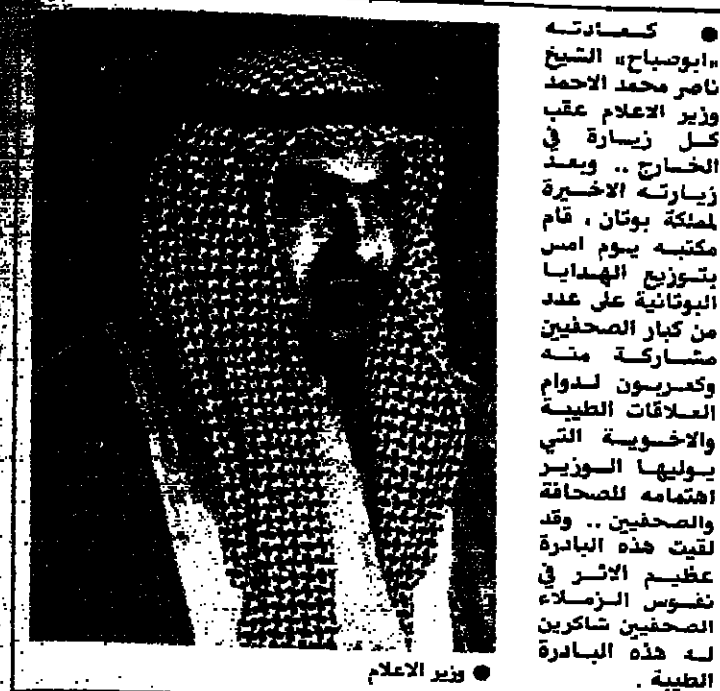 ● كـعـادتـه
«ابوصباح» الشيخ
ناصر محمد الاحمد
وزير الاعلام عقب
كل زيارة في
الخارج .. وبعد
زيارته الاخيرة
لمملكة بوتان ، قام
مكتبه يوم امس
بتوزيع الهدايا
البوتانية على عدد
من كبار الصحفيين
مشاركة منه
وكعربون لدوام
العلاقات الطيبة
والاخوية التي
يوليها الوزير
اهتمامه للصحافة
والصحفيين .. وقد
لقيت هذه البادرة
عظيم الاثر في
نفوس الزملاء
الصحفيين شاكرين
له هذه البادرة
الطيبة .
● وزير الاعلام